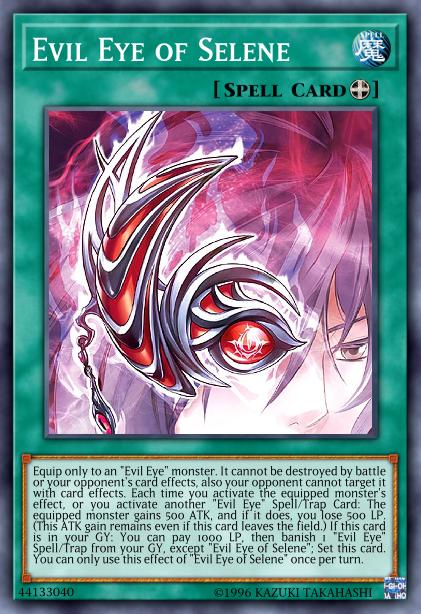 EVIL EYE OF SELENE
SPELL
魔
[SPELL CARD]
Equip only to an "Evil Eye" monster. It cannot be destroyed by battle
or your opponent's card effects, also your opponent cannot target it
with card effects. Each time you activate the equipped monster's
effect, or you activate another "Evil Eye" Spell/Trap Card: The
equipped monster gains 500 ATK, and if it does, you lose 500 LP.
(This ATK gain remains even if this card leaves the field.) If this card
is in your GY: You can pay 1000 LP, then banish 1 "Evil Eye"
Spell/Trap from your GY, except "Evil Eye of Selene"; Set this card.
You can only use this effect of "Evil Eye of Selene" once per turn.
44133040
©1996 KAZUKI TAKAHASHI